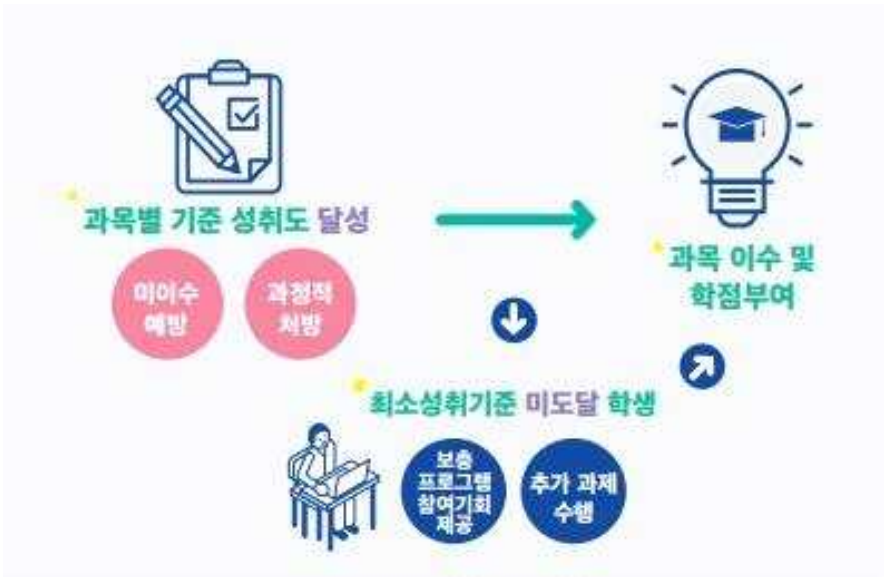 과목별 기준 성취도 달성
미이수
예방
과정적
처방
과목 이수 및
학점부여
최소성취기준 미도달 학생
보충
프로그램
참여기회
제공
추가 과제
수행